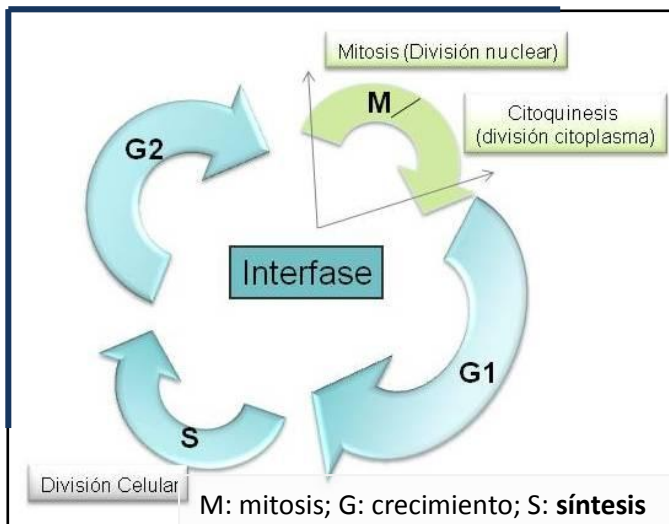 Mitosis (División nuclear)
M
Citoquinesis
(división citoplasma)
G2
Interfase
G1
S
División Celular
M: mitosis; G: crecimiento; S: síntesis